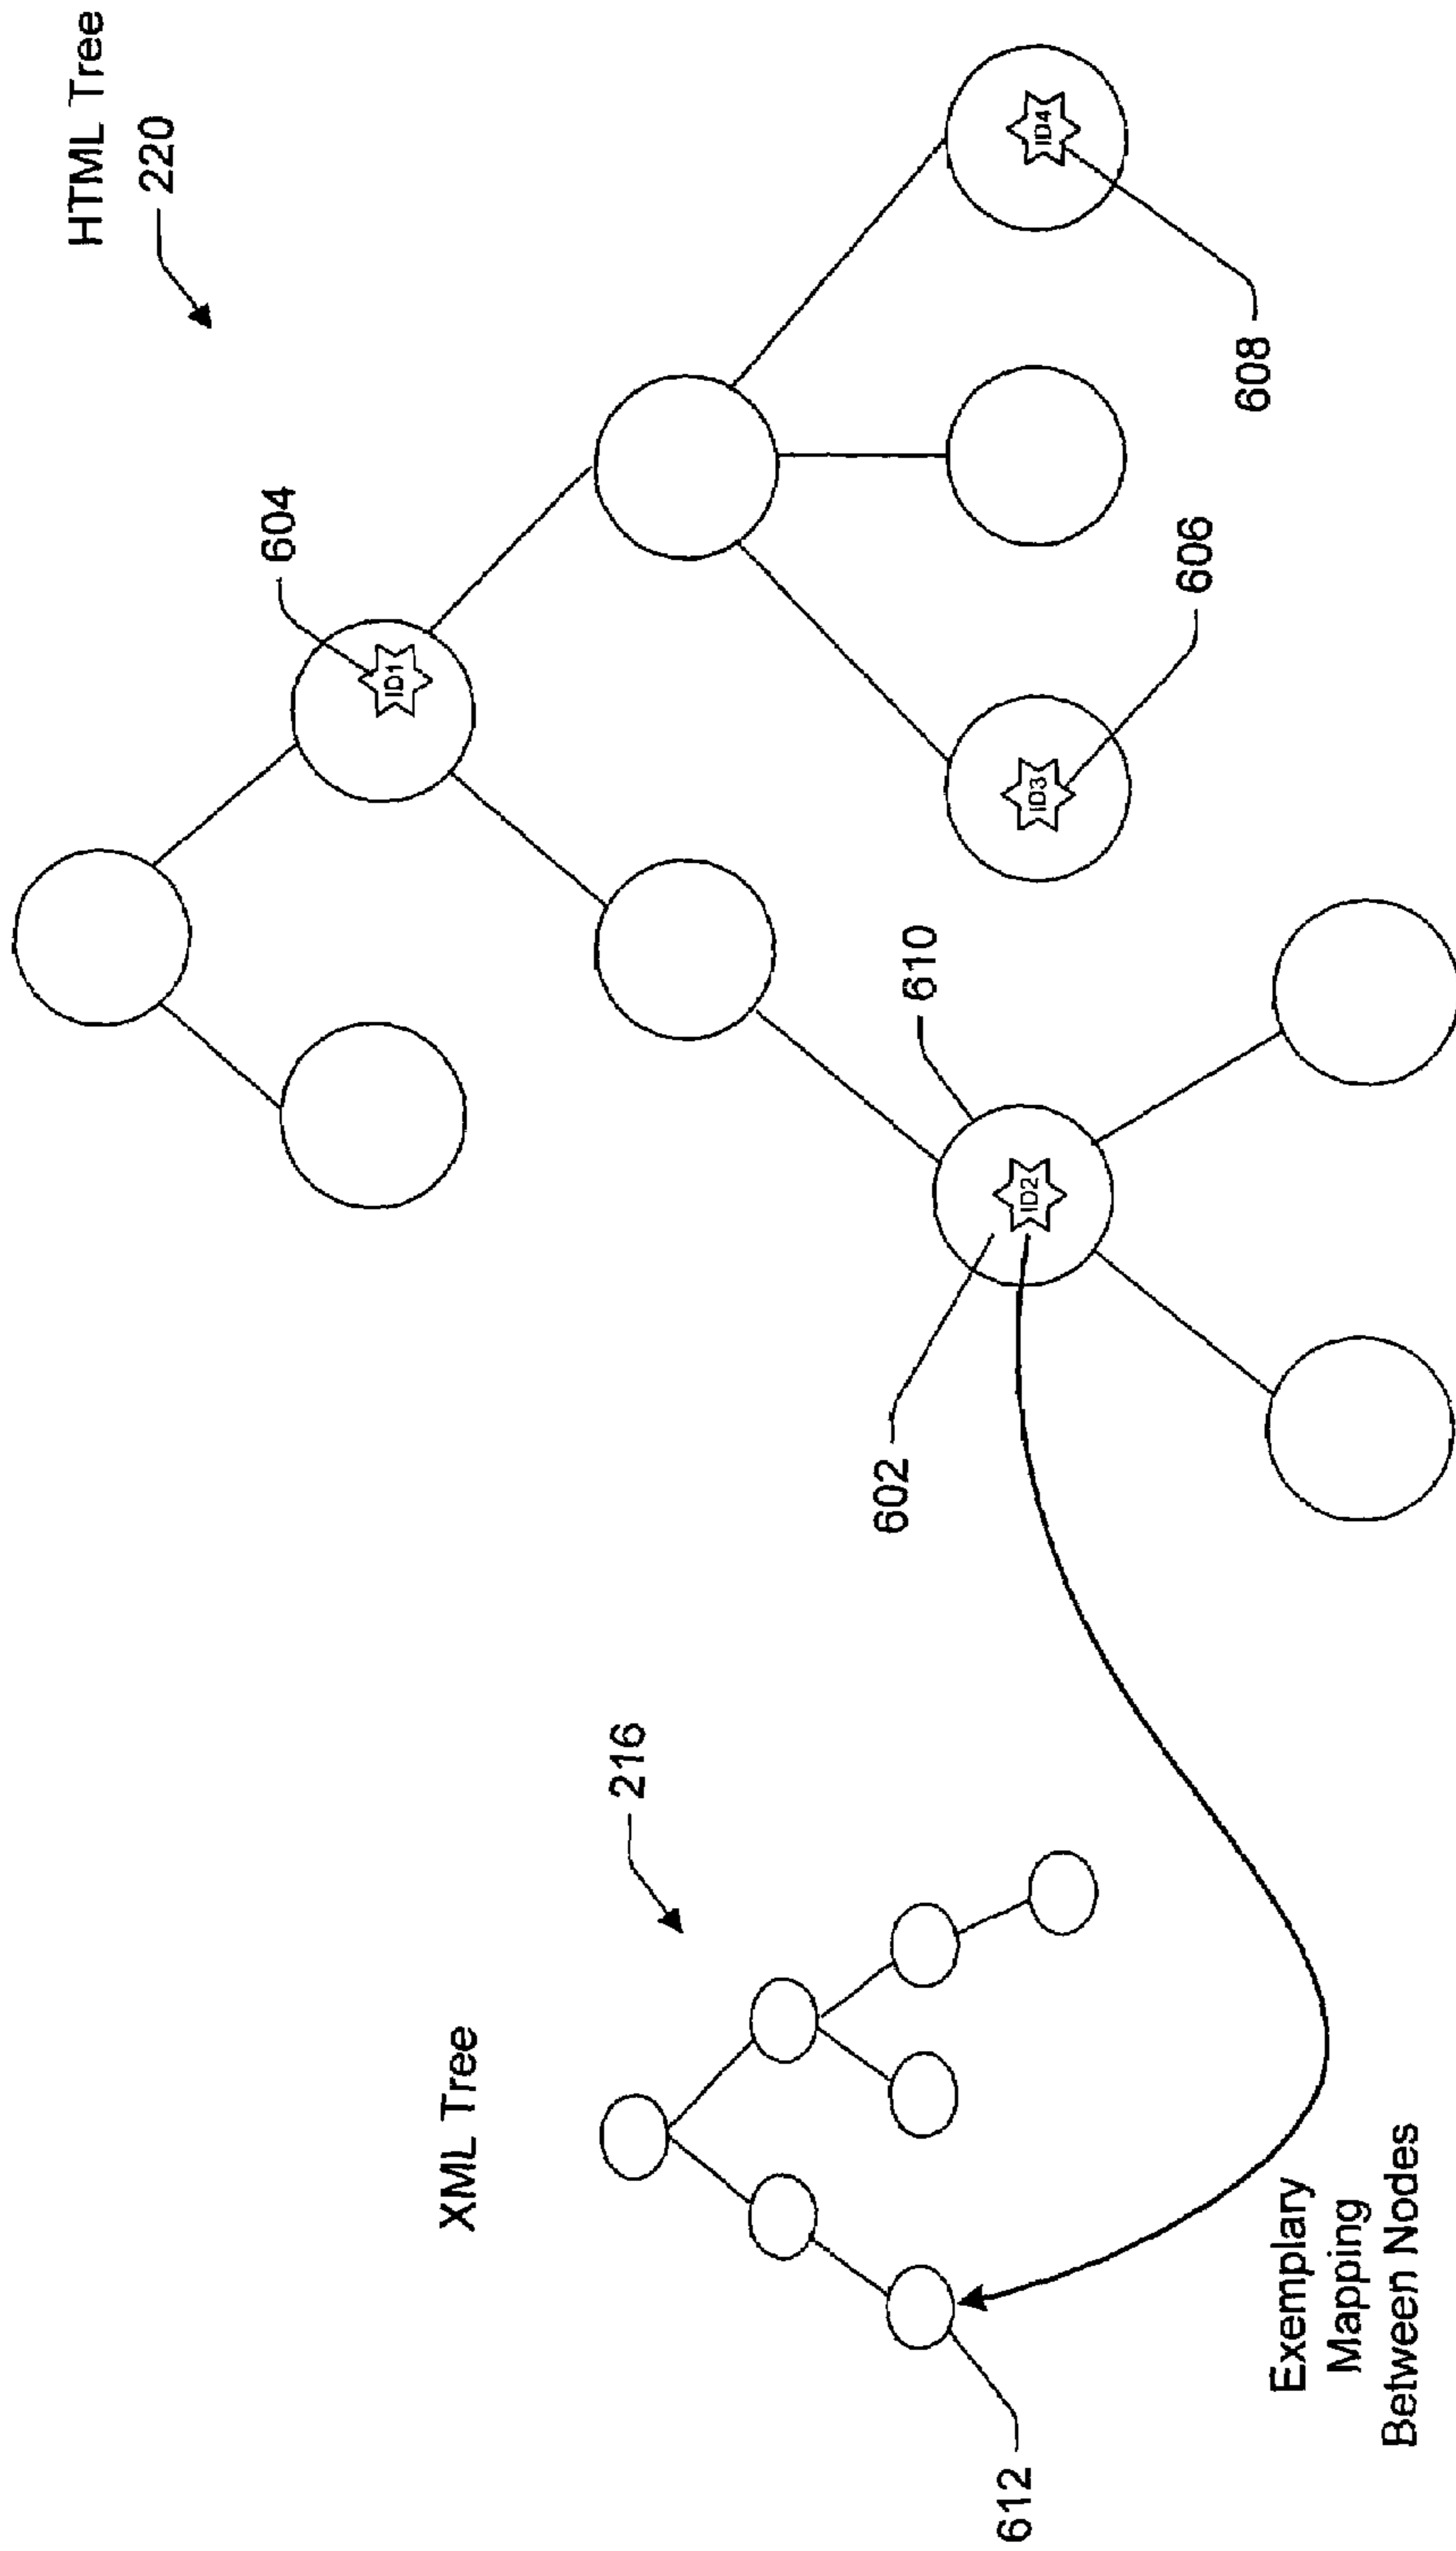 HTML Tree
220
604
ID1
ID4
608
606
ID3
610
ID2
602
XML Tree
216
612
Exemplary
Mapping
Between Nodes